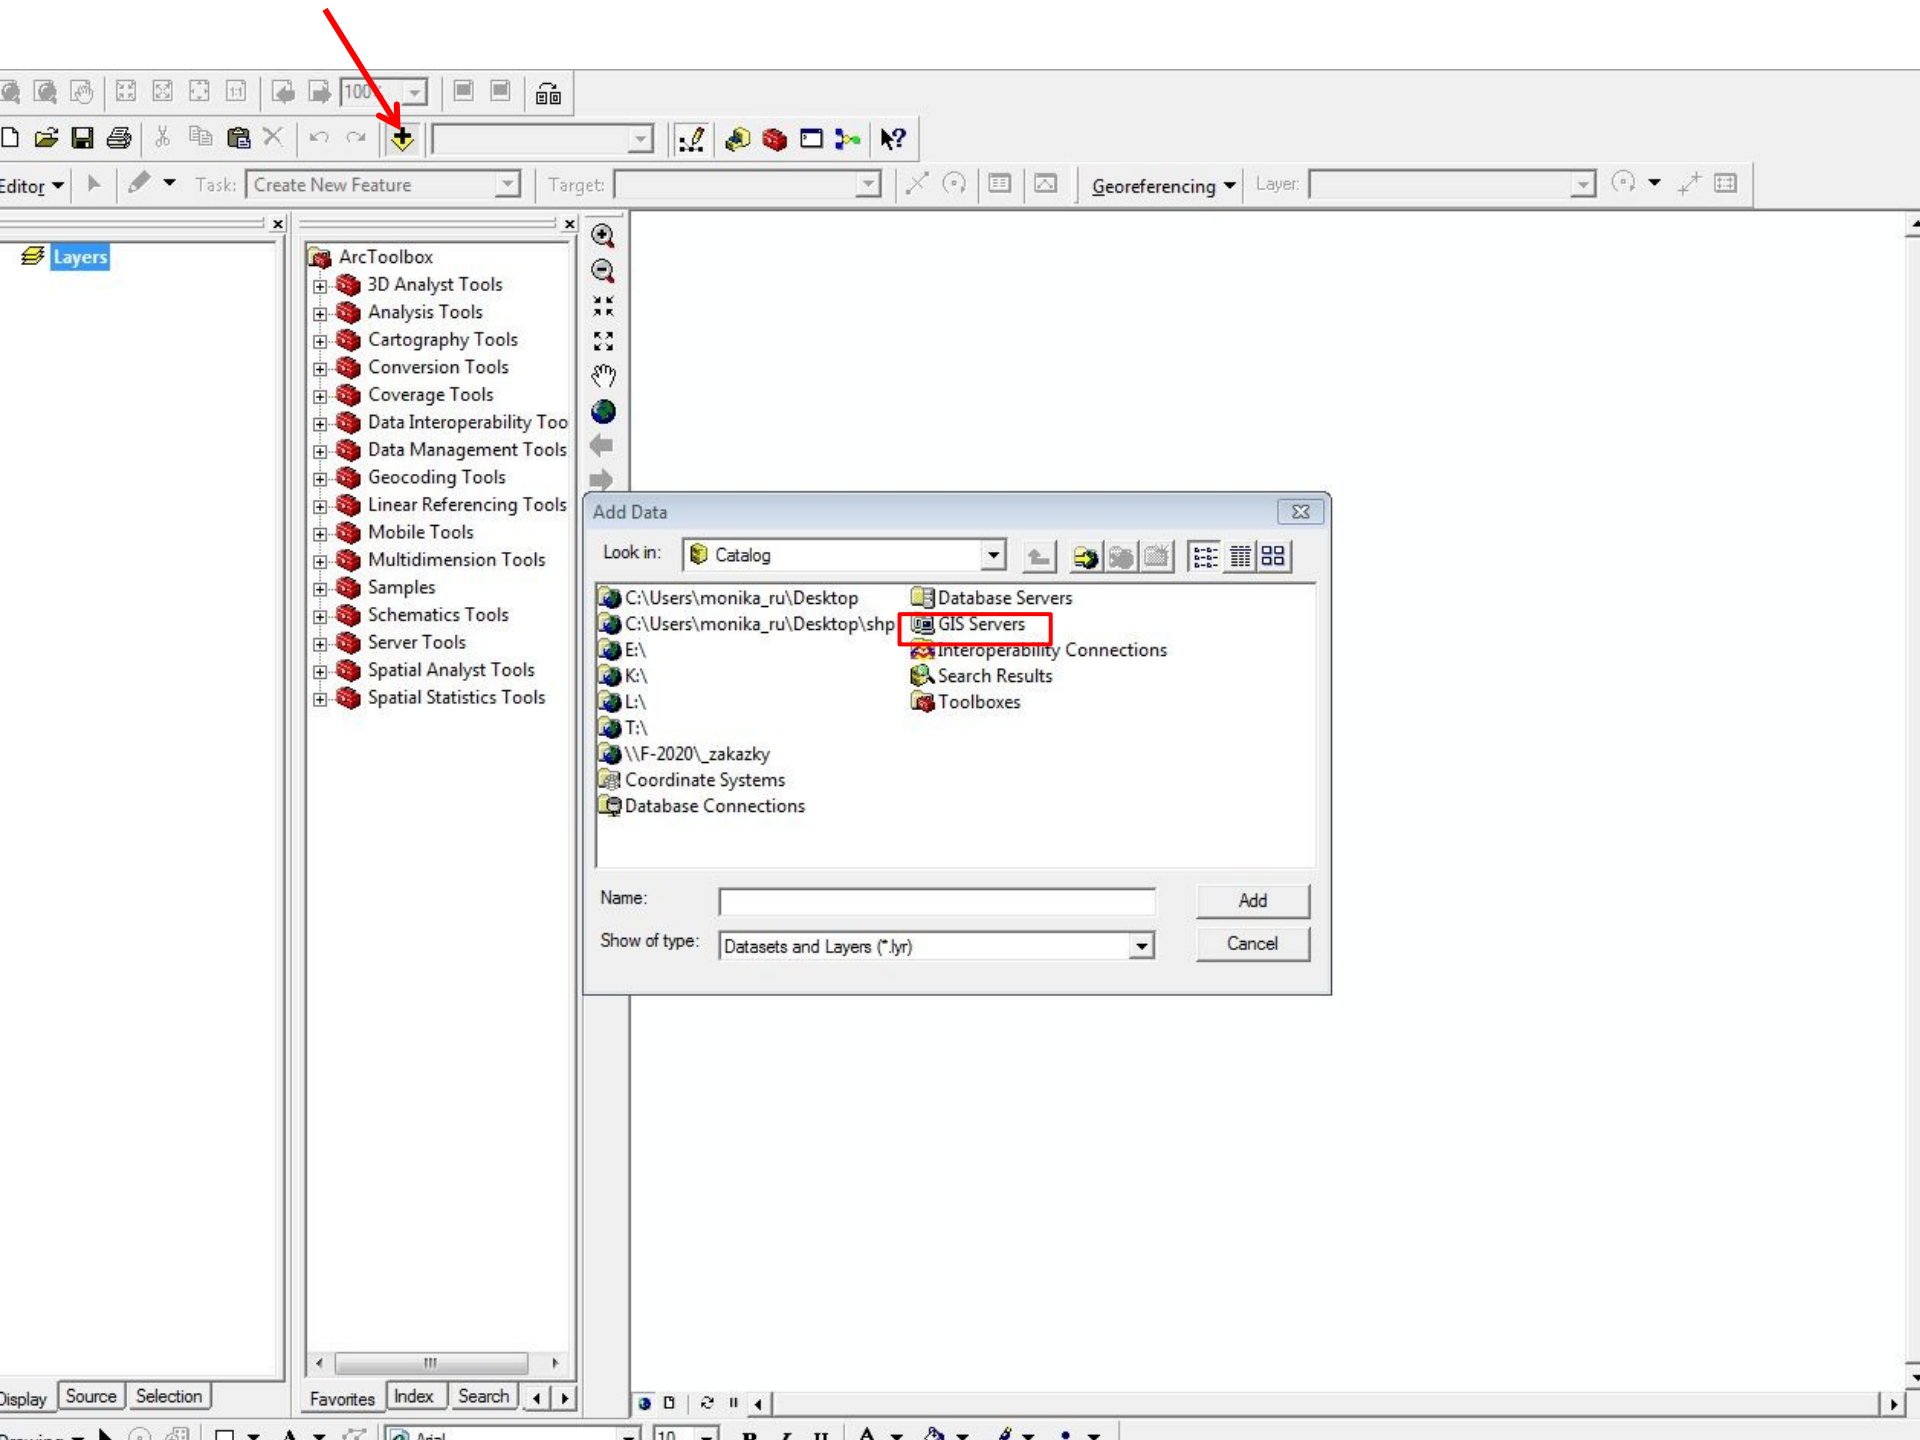 100%
Editor
Task: Create New Feature
Target:
Georeferencing
Layer:
Layers
ArcToolbox
3D Analyst Tools
Analysis Tools
Cartography Tools
Conversion Tools
Coverage Tools
Data Interoperability Too
Data Management Tools
Geocoding Tools
Linear Referencing Tools
Mobile Tools
Multidimension Tools
Samples
Schematics Tools
Server Tools
Spatial Analyst Tools
Spatial Statistics Tools
Add Data
Look in: Catalog
C:\Users\monika_ru\Desktop
C:\Users\monika_ru\Desktop\shp
E:\
K:\
L:\
T:\
\\F-2020\_zakazky
Coordinate Systems
Database Connections
Database Servers
GIS Servers
Interoperability Connections
Search Results
Toolboxes
Name:
Add
Show of type: Datasets and Layers (*.lyr)
Cancel
Display Source Selection
Favorites Index Search
Drawing A Arial 10 B I U A